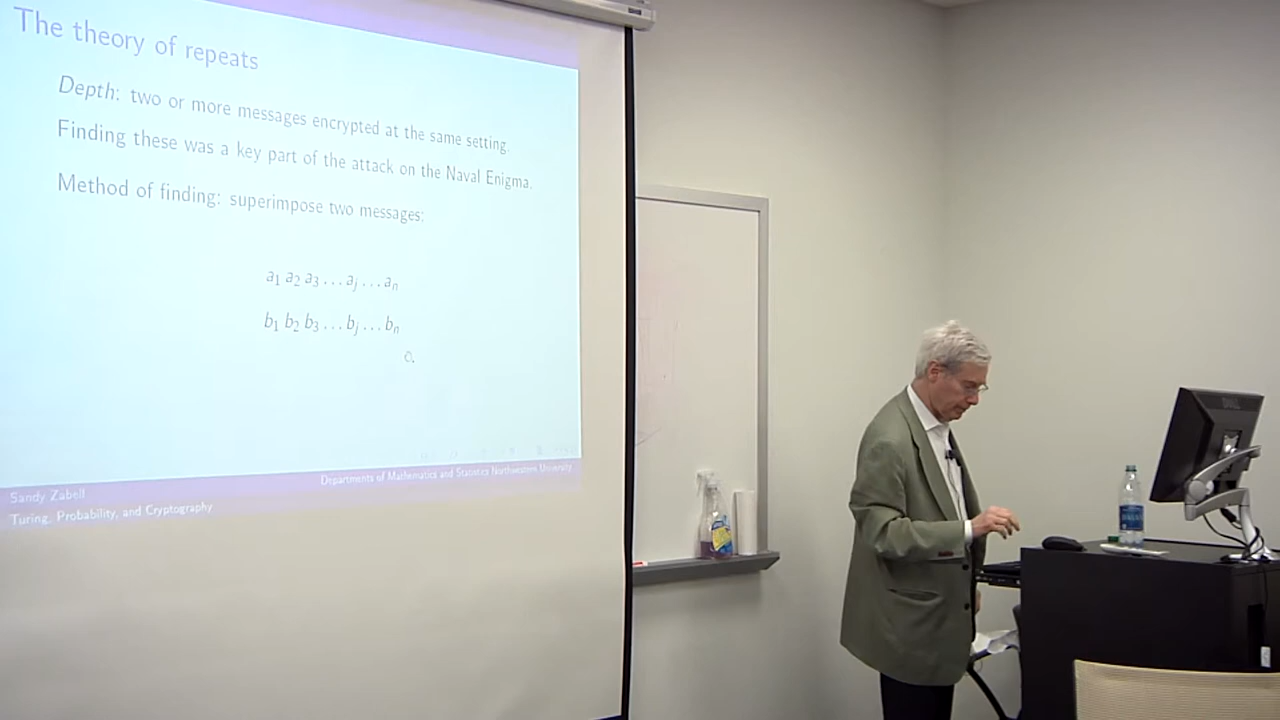 The theory of repeats
Depth: two or more messages encrypted at the same setting.
Finding these was a key part of the attack on the Naval Enigma.
Method of finding: superimpose two messages:
a₁ a₂ a₃ … aⱼ … aₙ
b₁ b₂ b₃ … bⱼ … bₙ
Sandy Zabell
Departments of Mathematics and Statistics Northwestern University
Turing, Probability, and Cryptography